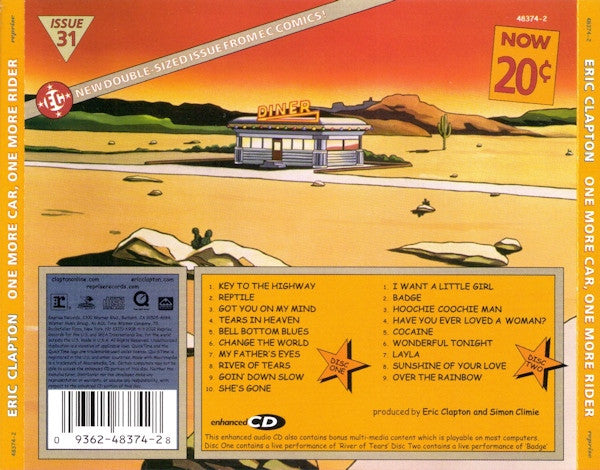 reprise
ERIC CLAPTON ONE MORE CAR, ONE MORE RIDER
48374-2
ISSUE
31
EC
NEW DOUBLE-SIZED ISSUE FROM EC COMICS!
48374-2
NOW
20¢
DINER
claptononline.com. ericclapton.com.
repriserecords.com.
1. KEY TO THE HIGHWAY
2. REPTILE
3. GOT YOU ON MY MIND
4. TEARS IN HEAVEN
5. BELL BOTTOM BLUES
6. CHANGE THE WORLD
7. MY FATHER'S EYES
8. RIVER OF TEARS
9. GOIN' DOWN SLOW
10. SHE'S GONE
DISC ONE
1. I WANT A LITTLE GIRL
2. BADGE
3. HOOCHIE COOCHIE MAN
4. HAVE YOU EVER LOVED A WOMAN?
5. COCAINE
6. WONDERFUL TONIGHT
7. LAYLA
8. SUNSHINE OF YOUR LOVE
9. OVER THE RAINBOW
DISC TWO
produced by Eric Clapton and Simon Climie
0 9362-48374-2 8
enhanced CD
This enhanced audio CD also contains bonus multi-media content which is playable on most computers.
Disc One contains a live performance of 'River of Tears' Disc Two contains a live performance of 'Badge'
48374-2
ERIC CLAPTON ONE MORE CAR, ONE MORE RIDER
reprise